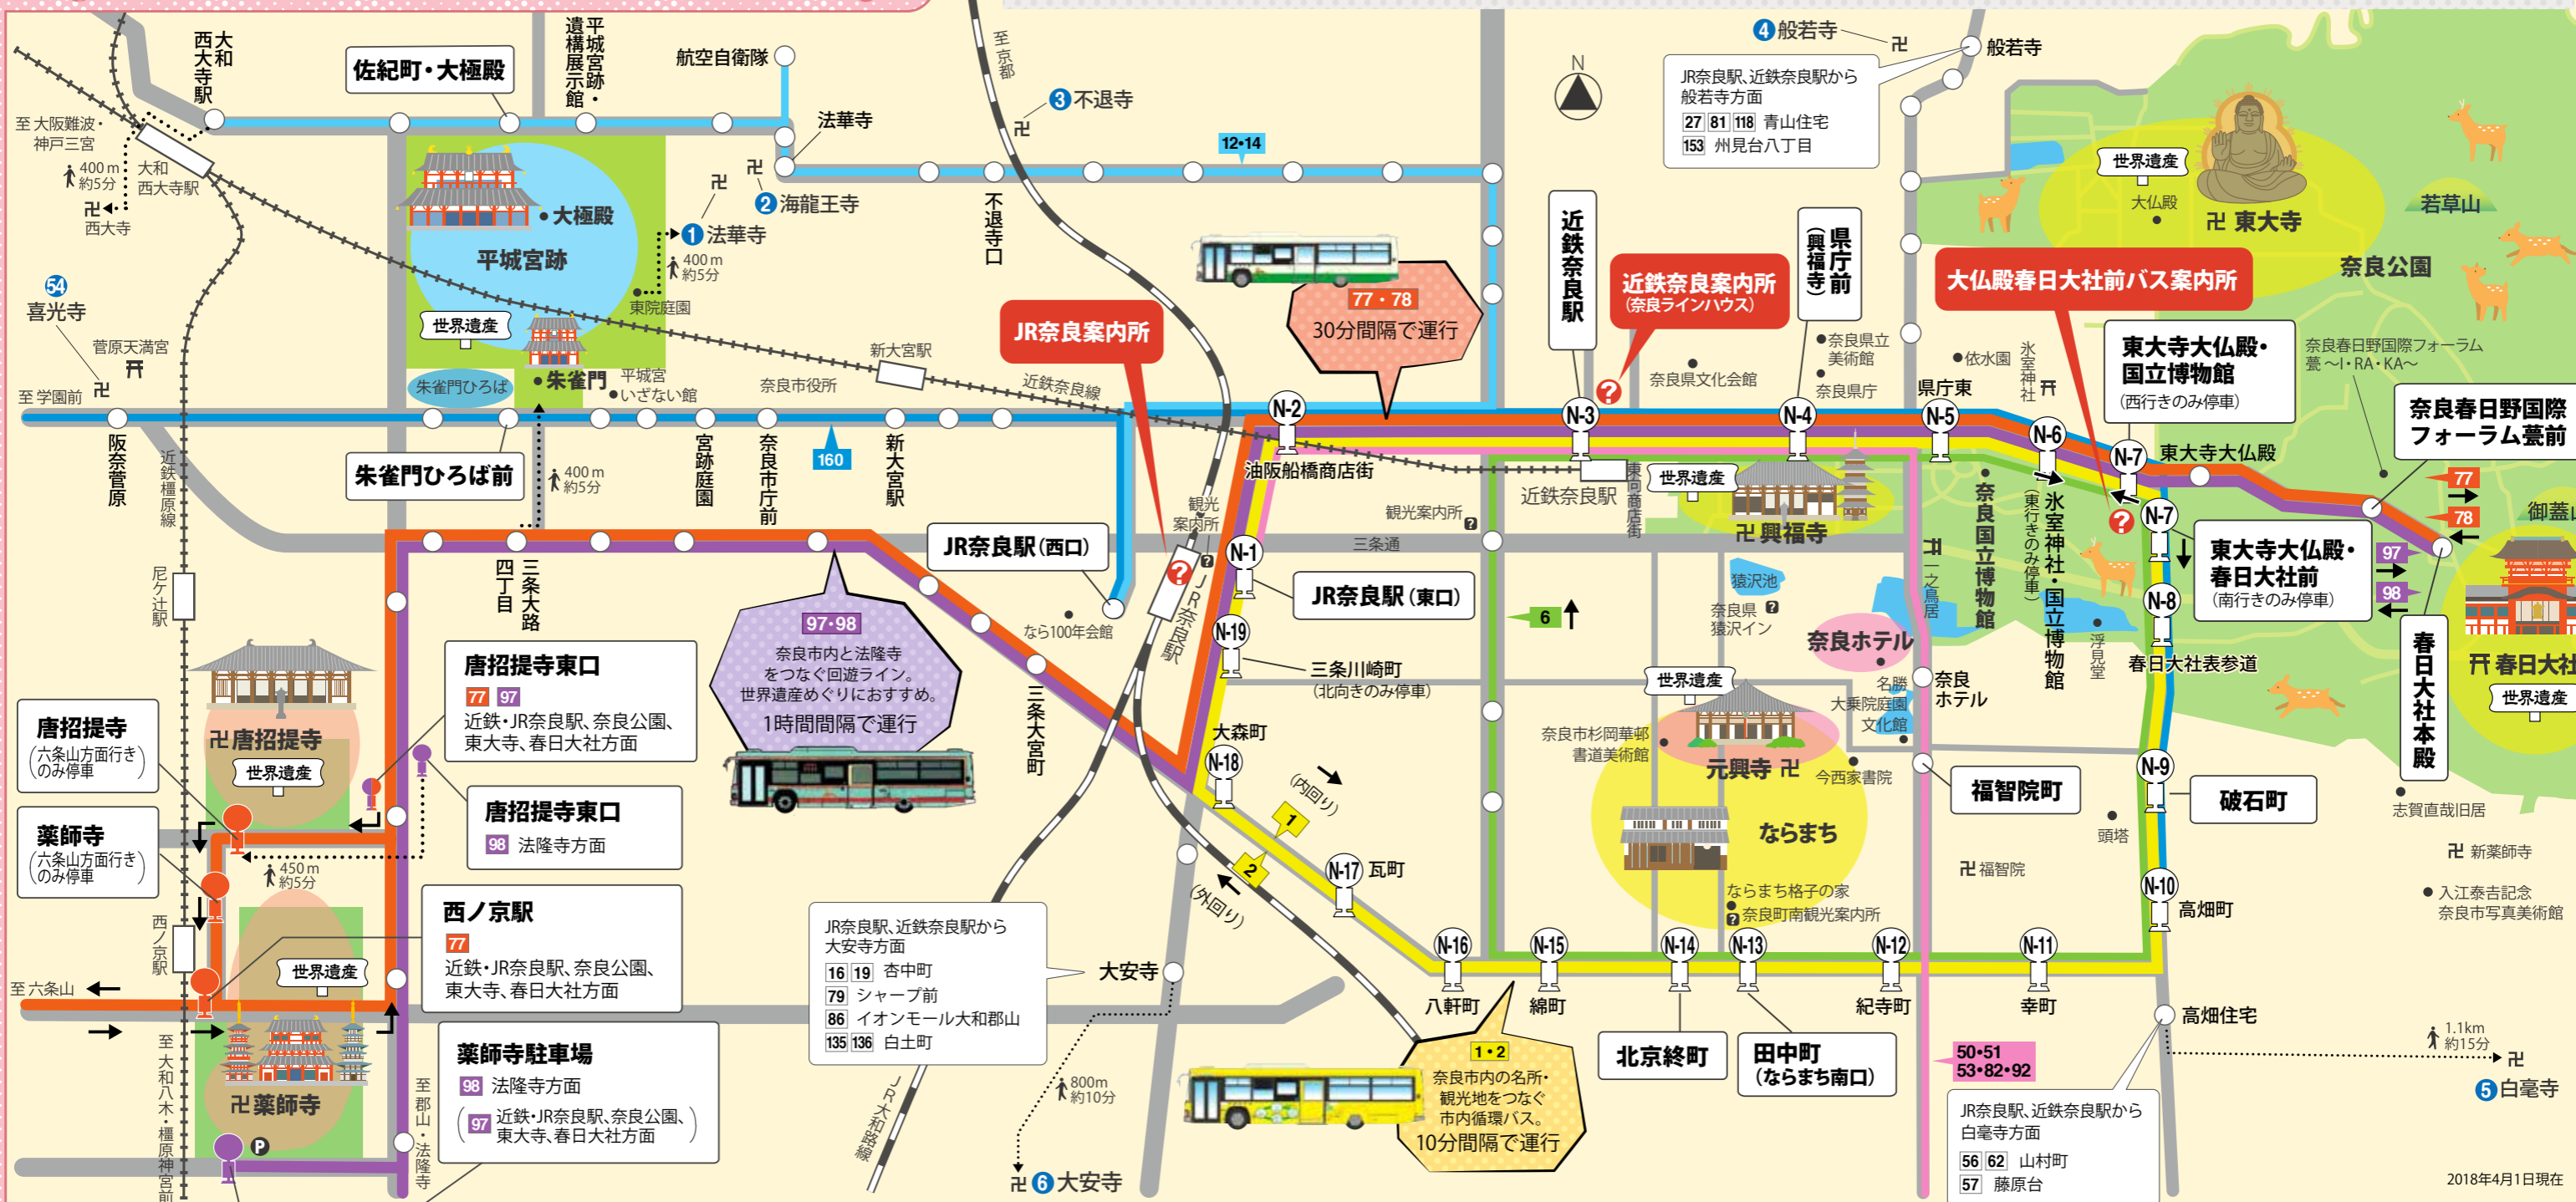 大和
西大寺駅
平城宮跡・
遺構展示館
航空自衛隊
佐紀町・大極殿
法華寺
至 大阪難波・
神戸三宮
400m
約5分
大和
西大寺駅
卍
西大寺
大極殿
平城宮跡
卍
1 法華寺
卍
2 海龍王寺
400m
約5分
東院庭園
至京都
3 不退寺
卍
12・14
不退寺口
N
4 般若寺
卍
般若寺
JR奈良駅、近鉄奈良駅から
般若寺方面
27 81 118 青山住宅
153 州見台八丁目
世界遺産
大仏殿
卍 東大寺
若草山
奈良公園
54
喜光寺
卍
菅原天満宮
至 学園前
世界遺産
朱雀門ひろば
朱雀門
平城宮
いざない館
奈良市役所
新大宮駅
近鉄奈良線
JR奈良案内所
77・78
30分間隔で運行
近鉄奈良駅
近鉄奈良案内所
(奈良ラインハウス)
県庁前
(興福寺)
大仏殿春日大社前バス案内所
奈良県文化会館
奈良県立
美術館
奈良県庁
依水園
氷室神社
東大寺大仏殿・
国立博物館
(西行きのみ停車)
奈良春日野国際フォーラム
甍 〜I・RA・KA〜
奈良春日野国際
フォーラム甍前
阪奈菅原
近鉄橿原線
朱雀門ひろば前
400m
約5分
宮跡庭園
奈良市庁前
160
新大宮駅
N-2
油阪船橋商店街
N-3
近鉄奈良駅
東向商店街
N-4
世界遺産
卍 興福寺
県庁東
N-5
N-6
氷室神社・国立博物館
(東行きのみ停車)
N-7
東大寺大仏殿
77
78
97
98
御蓋山
奈良国立博物館
N-7
東大寺大仏殿・
春日大社前
(南行きのみ停車)
春日大社本殿
春日大社
世界遺産
観光案内所
三条通
観光
案内所
JR奈良駅(西口)
N-1
JR奈良駅(東口)
JR奈良駅
なら100年会館
N-19
三条川崎町
(北向きのみ停車)
6
猿沢池
奈良県
猿沢イン
一之鳥居
奈良ホテル
奈良
ホテル
浮見堂
N-8
春日大社表参道
三条大路
四丁目
尼ケ辻駅
97・98
奈良市内と法隆寺
をつなぐ回遊ライン。
世界遺産めぐりにおすすめ。
1時間間隔で運行
三条大宮町
唐招提寺東口
77 97
近鉄・JR奈良駅、奈良公園、
東大寺、春日大社方面
唐招提寺
(六条山方面行き
のみ停車)
卍唐招提寺
世界遺産
唐招提寺東口
98 法隆寺方面
薬師寺
(六条山方面行き
のみ停車)
450m
約5分
大森町
N-18
(内回り)
1
2
(外回り)
N-17
瓦町
世界遺産
名勝
大乗院庭園
文化館
奈良市杉岡華邨
書道美術館
元興寺 卍
今西家書院
ならまち
ならまち格子の家
奈良町南観光案内所
福智院町
卍 福智院
頭塔
N-9
破石町
志賀直哉旧居
卍 新薬師寺
入江泰吉記念
奈良市写真美術館
N-10
高畑町
西ノ京駅
西ノ京駅
77
近鉄・JR奈良駅、奈良公園、
東大寺、春日大社方面
世界遺産
至 六条山
卍薬師寺
P
薬師寺駐車場
98 法隆寺方面
(97 近鉄・JR奈良駅、奈良公園、
東大寺、春日大社方面)
至 大和八木・橿原神宮前
至 郡山・法隆寺
JR奈良駅、近鉄奈良駅から
大安寺方面
16 19 杏中町
79 シャープ前
86 イオンモール大和郡山
135 136 白土町
大安寺
800m
約10分
卍 6 大安寺
JR大和路線
N-16
八軒町
N-15
綿町
N-14
北京終町
N-13
田中町
(ならまち南口)
N-12
紀寺町
N-11
幸町
1・2
奈良市内の名所・
観光地をつなぐ
市内循環バス。
10分間隔で運行
50・51
53・82・92
高畑住宅
1.1km
約15分
卍
5 白毫寺
JR奈良駅、近鉄奈良駅から
白毫寺方面
56 62 山村町
57 藤原台
2018年4月1日現在